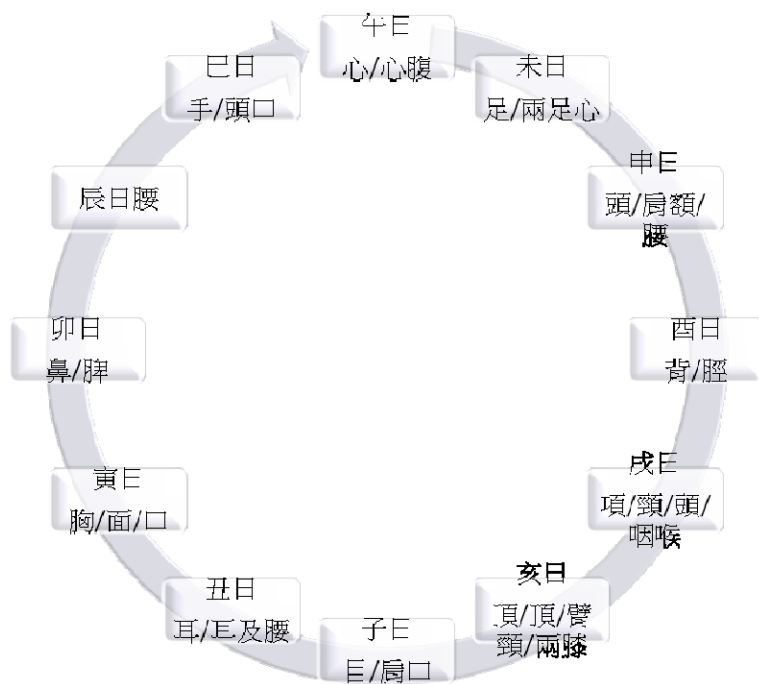 午日
心/心腹
未日
足/兩足心
申日
頭/肩額/
腰
酉日
背/脛
戌日
項/頸/頭/
咽喉
亥日
頂/頂/臂
頸/兩膝
子日
目/肩口
丑日
耳/耳及腰
寅日
胸/面/口
卯日
鼻/脾
辰日腰
巳日
手/頭口